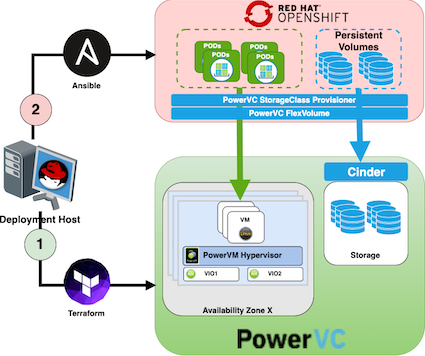 RED HAT®
OPENSHIFT
Persistent
Volumes
PODs
PODs
PODs
PODs
Ansible
PowerVC StorageClass Provisioner
PowerVC FlexVolume
2
Deployment Host
1
Terraform
Cinder
VM
Linux
PowerVM Hypervisor
VIO1
VIO2
Storage
Availability Zone X
PowerVC